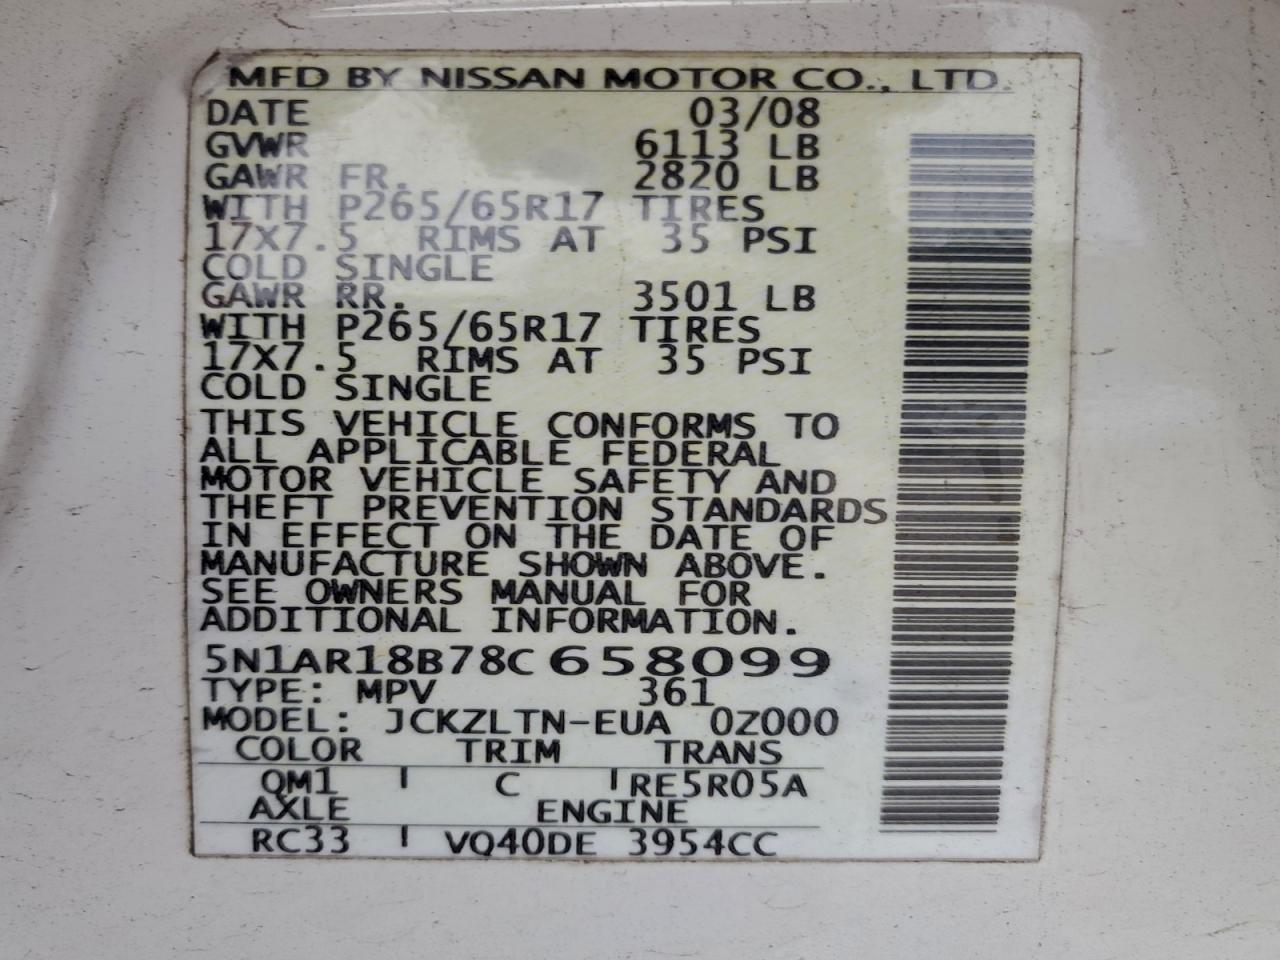 MFD BY NISSAN MOTOR CO., LTD.
DATE 03/08
GVWR 6113 LB
GAWR FR. 2820 LB
WITH P265/65R17 TIRES
17X7.5 RIMS AT 35 PSI
COLD SINGLE
GAWR RR. 3501 LB
WITH P265/65R17 TIRES
17X7.5 RIMS AT 35 PSI
COLD SINGLE
THIS VEHICLE CONFORMS TO
ALL APPLICABLE FEDERAL
MOTOR VEHICLE SAFETY AND
THEFT PREVENTION STANDARDS
IN EFFECT ON THE DATE OF
MANUFACTURE SHOWN ABOVE.
SEE OWNERS MANUAL FOR
ADDITIONAL INFORMATION.
5N1AR18B78C658099
TYPE: MPV 361
MODEL: JCKZLTN-EUA 0Z000
COLOR TRIM TRANS
QM1 C RE5R05A
AXLE ENGINE
RC33 VQ40DE 3954CC